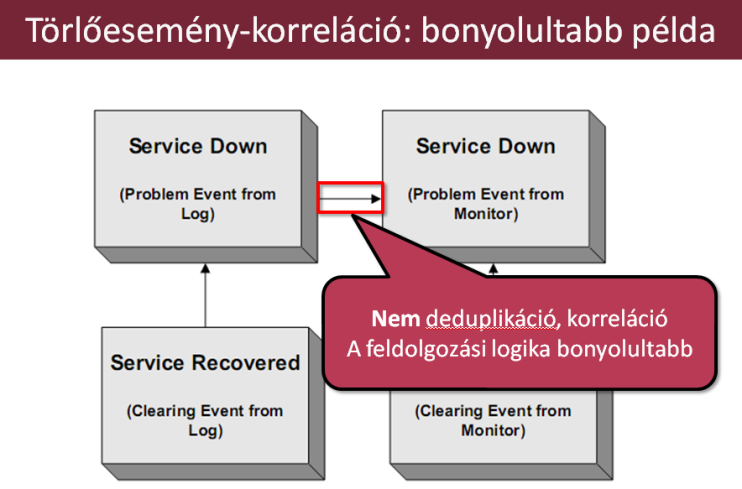 Törlőesemény-korreláció: bonyolultabb példa
Service Down
(Problem Event from
Log)
Service Down
(Problem Event from
Monitor)
Nem deduplikáció, korreláció
A feldolgozási logika bonyolultabb
Service Recovered
(Clearing Event from
Log)
(Clearing Event from
Monitor)